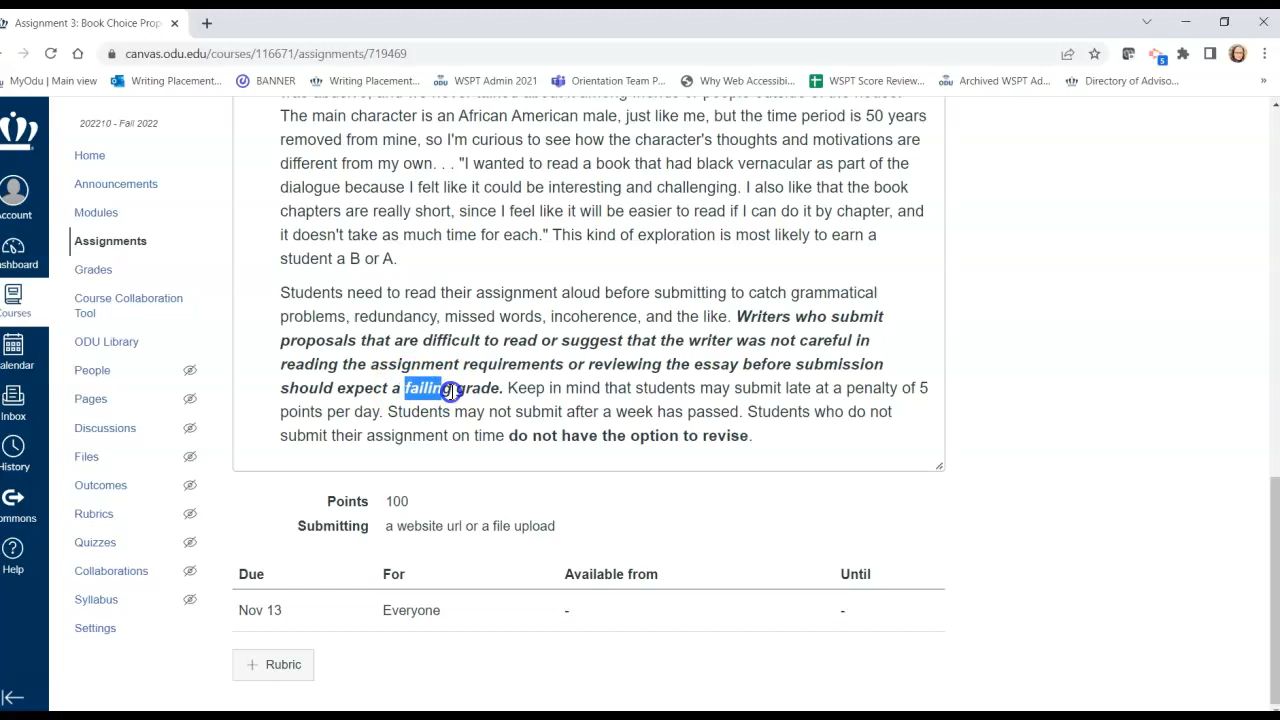 Assignment 3: Book Choice Prop
canvas.odu.edu/courses/116671/assignments/719469
5
MyOdu | Main view
Writing Placement...
BANNER
Writing Placement...
WSPT Admin 2021
Orientation Team P...
Why Web Accessibi...
WSPT Score Review...
Archived WSPT Ad...
Directory of Adviso...
»
202210 - Fall 2022
Home
Announcements
Modules
Assignments
Grades
Course Collaboration
Tool
ODU Library
People
Pages
Discussions
Files
Outcomes
Rubrics
Quizzes
Collaborations
Syllabus
Settings
Account
ashboard
Courses
alendar
Inbox
History
ommons
Help
The main character is an African American male, just like me, but the time period is 50 years
removed from mine, so I'm curious to see how the character's thoughts and motivations are
different from my own. . . "I wanted to read a book that had black vernacular as part of the
dialogue because I felt like it could be interesting and challenging. I also like that the book
chapters are really short, since I feel like it will be easier to read if I can do it by chapter, and
it doesn't take as much time for each." This kind of exploration is most likely to earn a
student a B or A.
Students need to read their assignment aloud before submitting to catch grammatical
problems, redundancy, missed words, incoherence, and the like. Writers who submit
proposals that are difficult to read or suggest that the writer was not careful in
reading the assignment requirements or reviewing the essay before submission
should expect a failing grade. Keep in mind that students may submit late at a penalty of 5
points per day. Students may not submit after a week has passed. Students who do not
submit their assignment on time do not have the option to revise.
Points 100
Submitting a website url or a file upload
Due For Available from Until
Nov 13 Everyone - -
+ Rubric